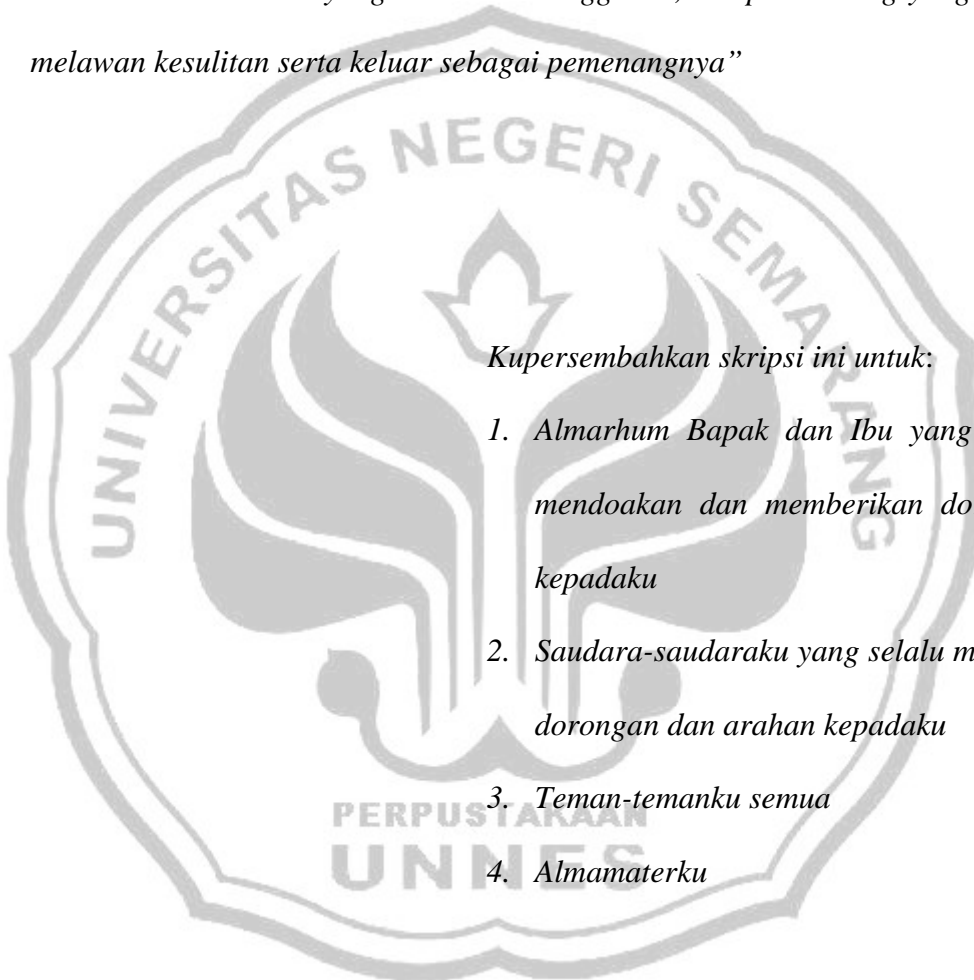 melawan kesulitan serta keluar sebagai pemenangnya”
UNIVERSITAS NEGERI SEMARANG
Kupersembahkan skripsi ini untuk:
1. Almarhum Bapak dan Ibu yang
mendoakan dan memberikan
kepadaku
2. Saudara-saudaraku yang selalu
dorongan dan arahan kepadaku
3. Teman-temanku semua
4. Almamaterku
PERPUSTAKAAN
UNNES